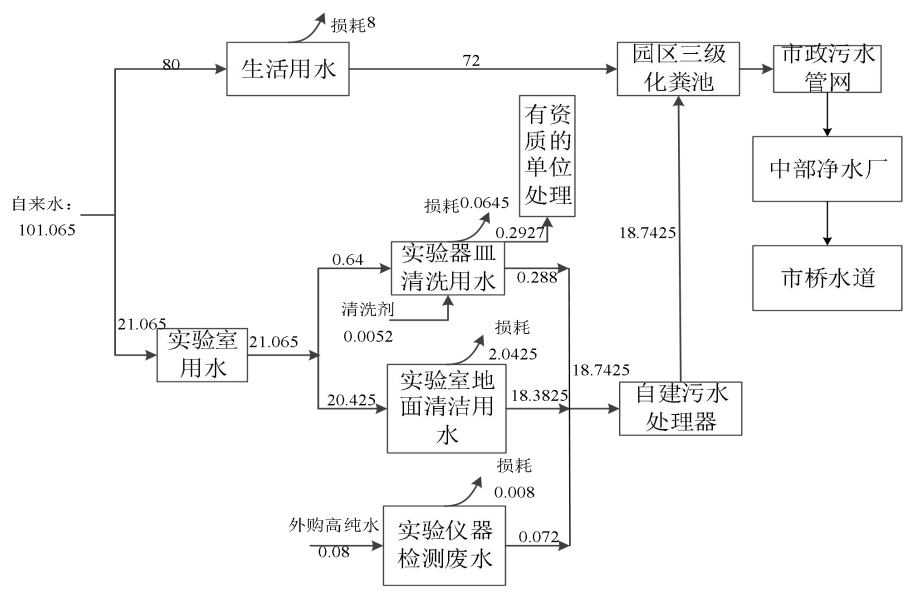 损耗8
80
生活用水
72
园区三级
化粪池
市政污水
管网
有资
质的
单位
处理
中部净水厂
自来水：
101.065
损耗0.0645
0.2927
18.7425
0.64
实验器皿
清洗用水
0.288
市桥水道
清洗剂
0.0052
21.065
实验室
用水
21.065
损耗
2.0425
18.7425
实验室地
面清洁用
水
20.425
18.3825
自建污水
处理器
损耗
0.008
外购高纯水
0.08
实验仪器
检测废水
0.072